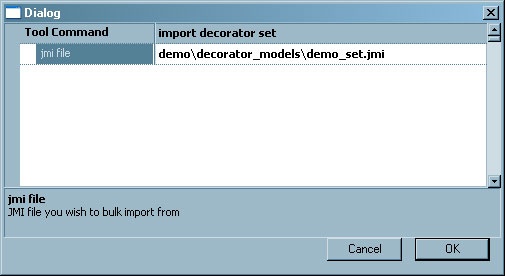 Dialog
Tool Command import decorator set
jmi file demo\decorator_models\demo_set.jmi
jmi file
JMI file you wish to bulk import from
Cancel OK